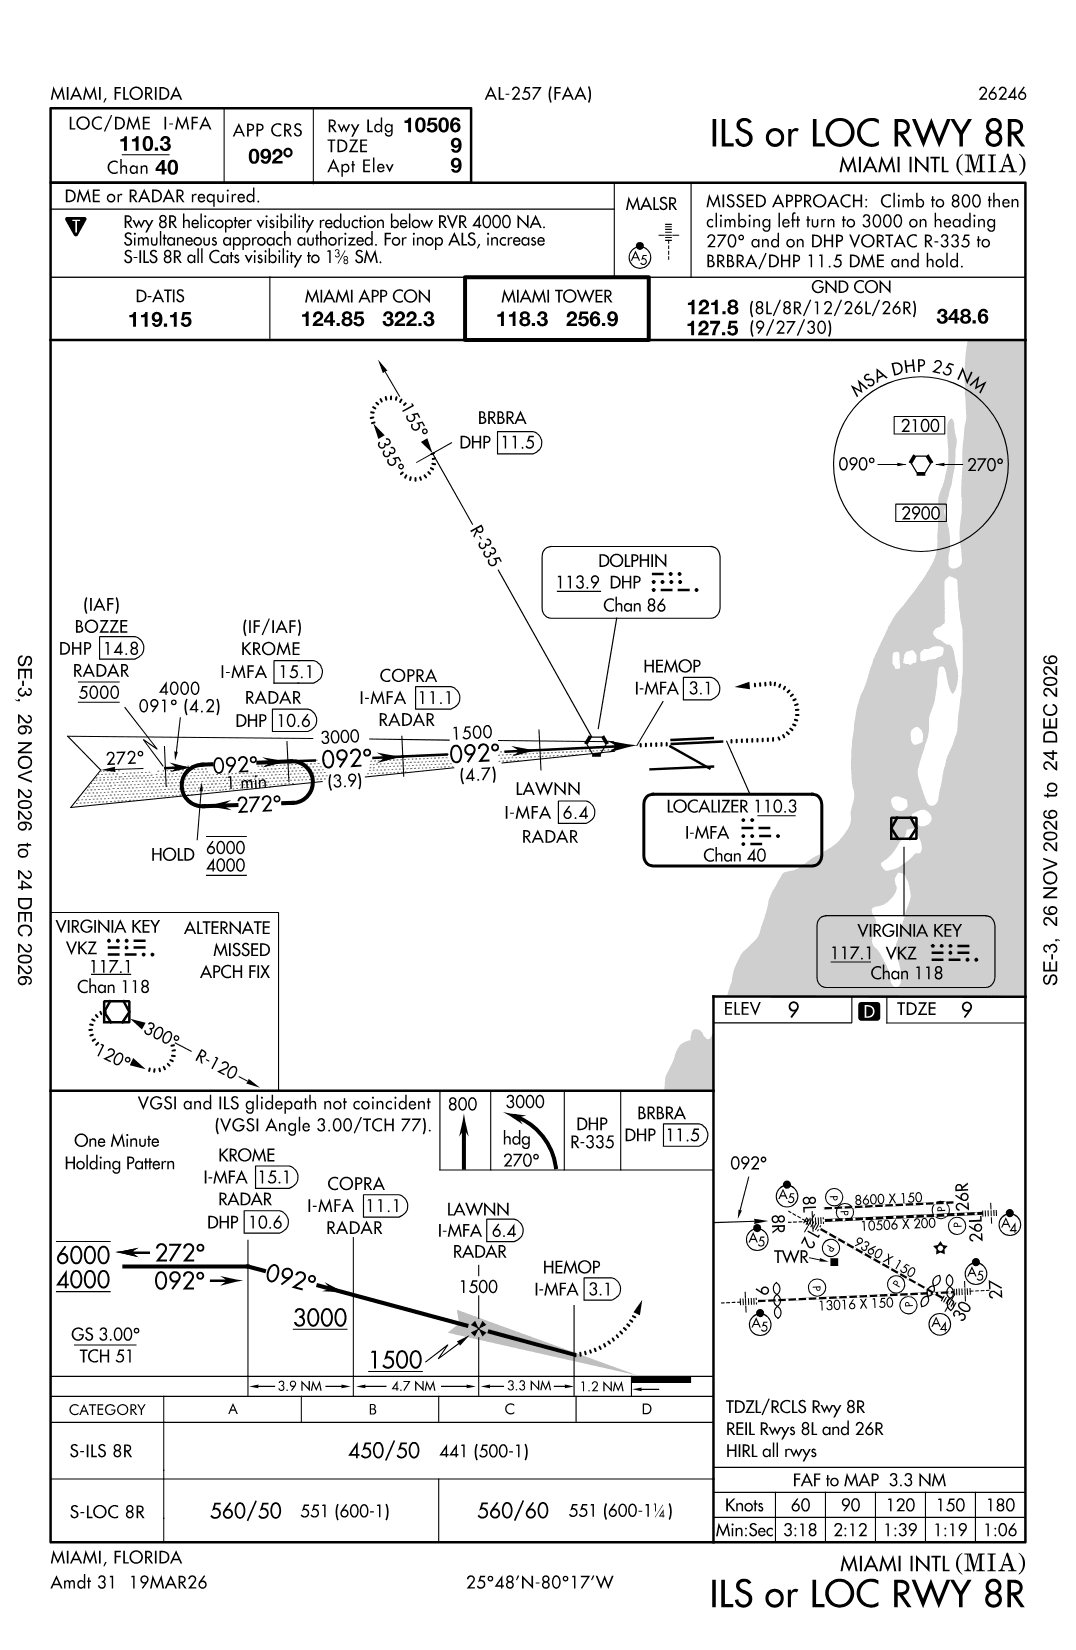 MIAMI, FLORIDA
AL-257 (FAA)
26246
ILS or LOC RWY 8R
MIAMI INTL (MIA)
LOC/DME I-MFA
110.3
Chan 40
APP CRS
092°
Rwy Ldg 10506
TDZE 9
Apt Elev 9
DME or RADAR required.
T
Rwy 8R helicopter visibility reduction below RVR 4000 NA.
Simultaneous approach authorized. For inop ALS, increase
S-ILS 8R all Cats visibility to 1⅜ SM.
MALSR
A5
MISSED APPROACH: Climb to 800 then
climbing left turn to 3000 on heading
270° and on DHP VORTAC R-335 to
BRBRA/DHP 11.5 DME and hold.
D-ATIS
119.15
MIAMI APP CON
124.85 322.3
MIAMI TOWER
118.3 256.9
GND CON
121.8 (8L/8R/12/26L/26R)
127.5 (9/27/30)
348.6
MSA DHP 25 NM
2100
090°
270°
2900
155°
335°
BRBRA
DHP 11.5
R-335
DOLPHIN
113.9 DHP
Chan 86
(IAF)
BOZZE
DHP 14.8
RADAR
5000
4000
091° (4.2)
(IF/IAF)
KROME
I-MFA 15.1
RADAR
DHP 10.6
COPRA
I-MFA 11.1
RADAR
HEMOP
I-MFA 3.1
3000
1500
272°
092°
092°
092°
1 min
(3.9)
(4.7)
272°
LAWNN
I-MFA 6.4
RADAR
HOLD
6000
4000
LOCALIZER 110.3
I-MFA
Chan 40
VIRGINIA KEY
117.1 VKZ
Chan 118
VIRGINIA KEY
VKZ
117.1
Chan 118
ALTERNATE
MISSED
APCH FIX
300°
120°
R-120
SE-3, 26 NOV 2026 to 24 DEC 2026
SE-3, 26 NOV 2026 to 24 DEC 2026
VGSI and ILS glidepath not coincident
(VGSI Angle 3.00/TCH 77).
One Minute
Holding Pattern
800
3000
hdg
270°
DHP
R-335
BRBRA
DHP 11.5
KROME
I-MFA 15.1
RADAR
DHP 10.6
COPRA
I-MFA 11.1
RADAR
LAWNN
I-MFA 6.4
RADAR
1500
HEMOP
I-MFA 3.1
6000
4000
272°
092°
092°
3000
1500
GS 3.00°
TCH 51
3.9 NM
4.7 NM
3.3 NM
1.2 NM
CATEGORY
A
B
C
D
S-ILS 8R
450/50 441 (500-1)
S-LOC 8R
560/50 551 (600-1)
560/60 551 (600-1¼)
ELEV 9
D
TDZE 9
092°
A5
8L
P
8600 X 150
26R
8R
P
10506 X 200
P
P
26L
A4
A5
12
P
9360 X 150
TWR
A5
9
P
13016 X 150
P
27
30
A5
A4
TDZL/RCLS Rwy 8R
REIL Rwys 8L and 26R
HIRL all rwys
FAF to MAP 3.3 NM
Knots 60 90 120 150 180
Min:Sec 3:18 2:12 1:39 1:19 1:06
MIAMI, FLORIDA
Amdt 31 19MAR26
25°48'N-80°17'W
MIAMI INTL (MIA)
ILS or LOC RWY 8R